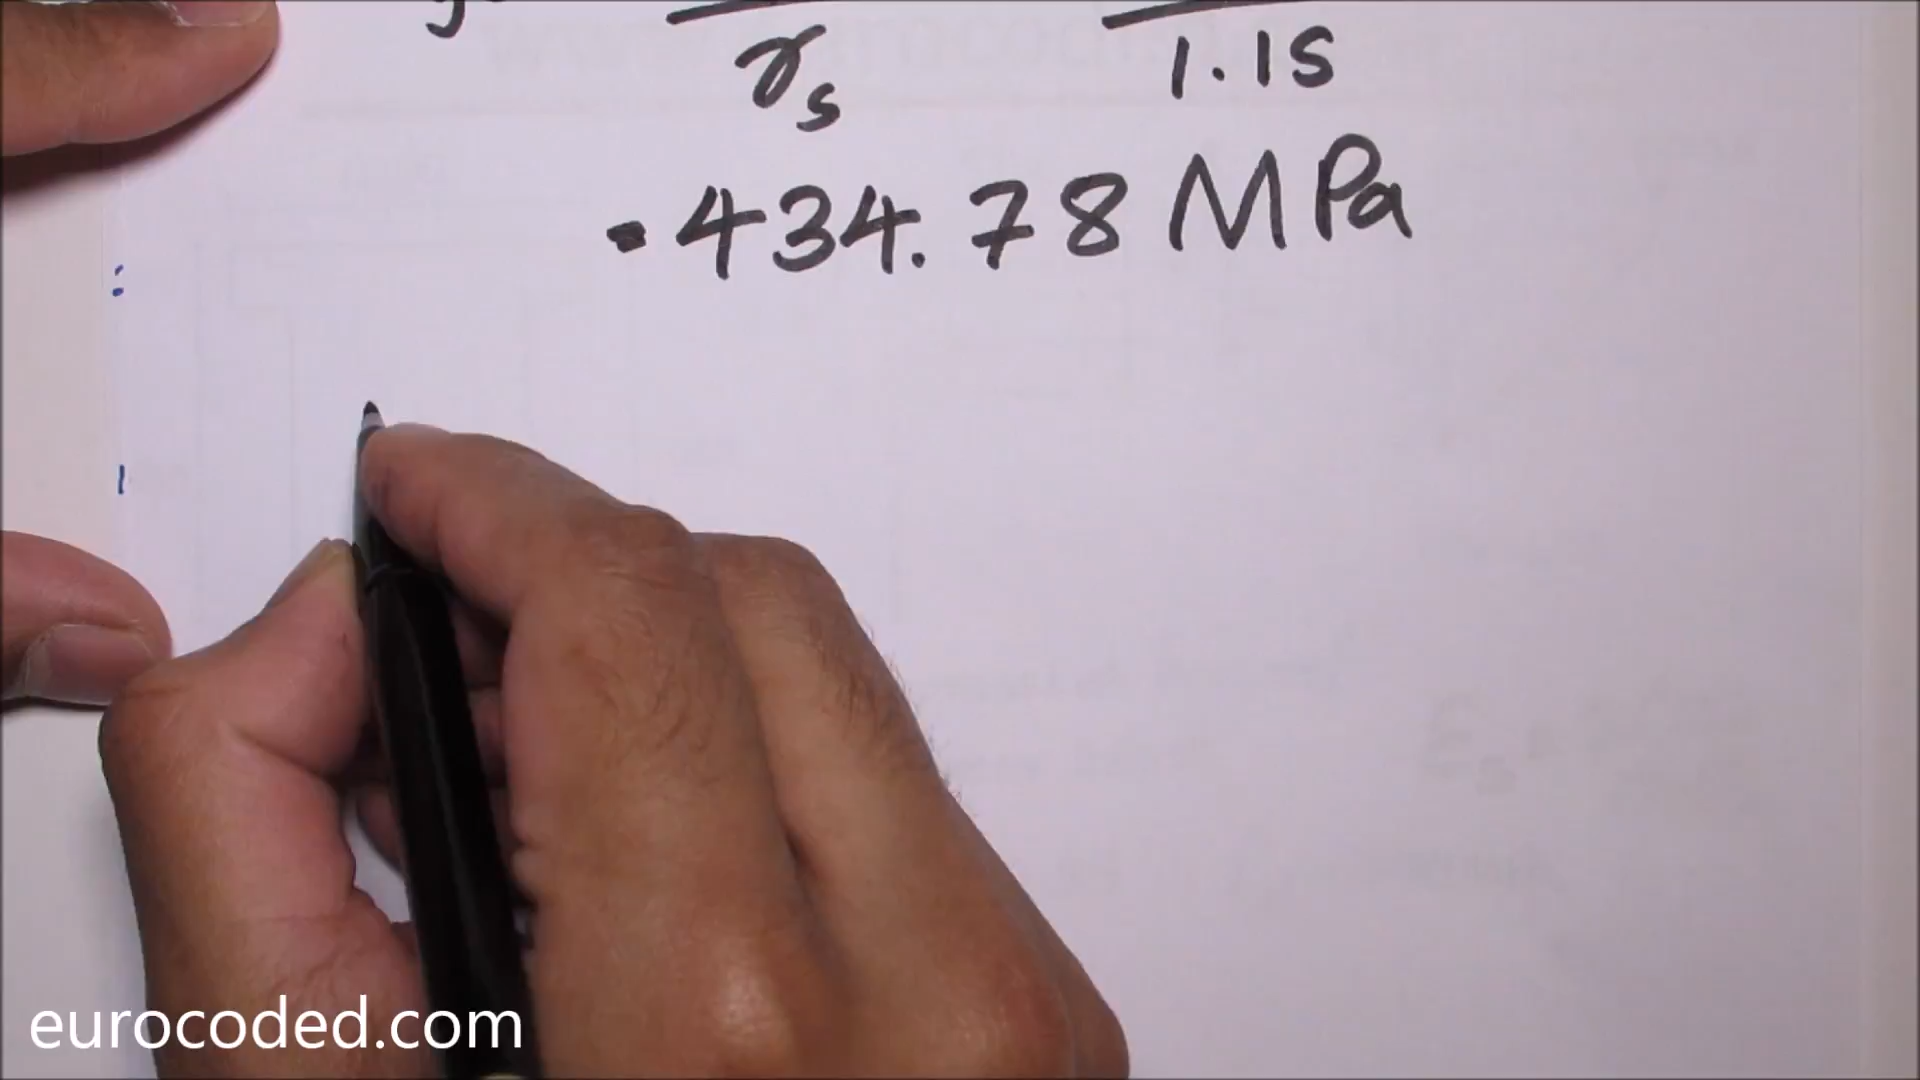 γs 1.15
= 434.78 MPa
eurocoded.com